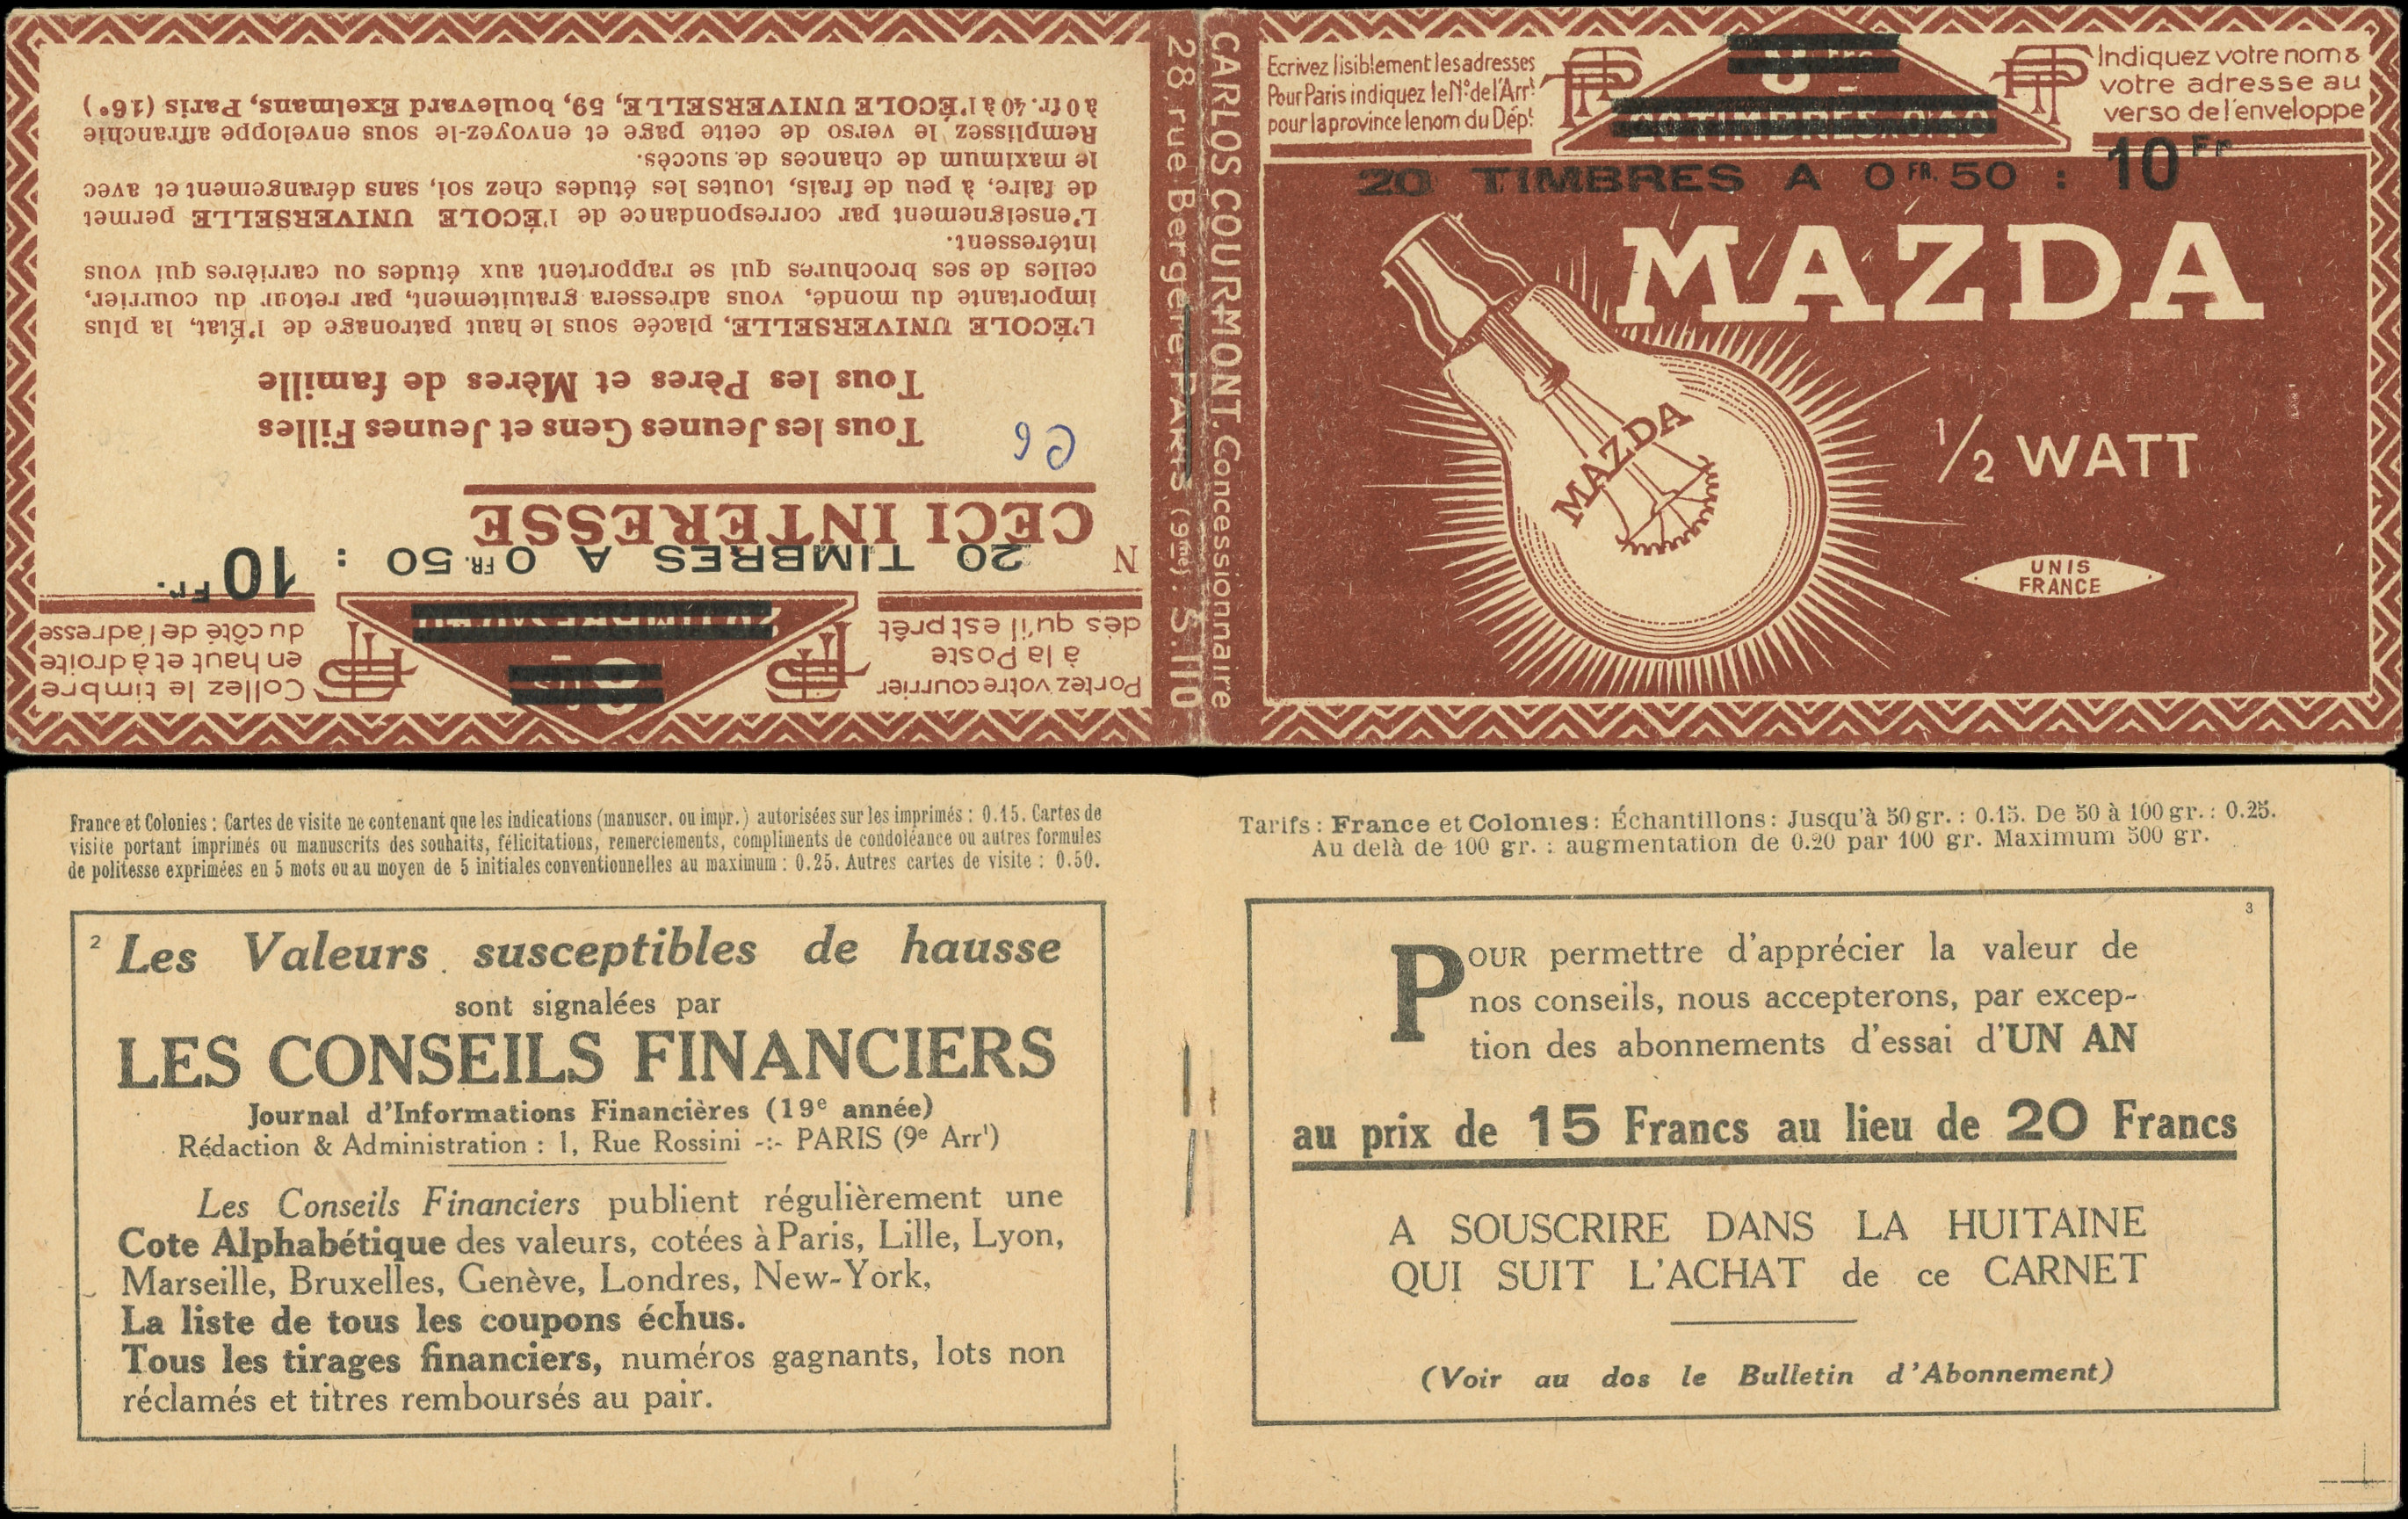 Ecrivez lisiblement les adresses
Pour Paris indiquez le N° de l'Arrt
pour la province le nom du Dépt
8
20 TIMBRES A 0.40
Indiquez votre nom &
votre adresse au
verso de l'enveloppe
20 TIMBRES A 0 FR. 50 : 10 Fr
MAZDA
MAZDA
1/2 WATT
UNIS
FRANCE
CARLOS COURMONT. Concessionnaire
28, rue Bergère. PARIS (9me). S. 1110
Portez votre courrier
à la Poste
dès qu'il est prêt
Collez le timbre
en haut et à droite
du côté de l'adresse
N
20 TIMBRES A 0 FR. 50 : 10 Fr.
CECI INTERESSE
C6
Tous les Jeunes Gens et Jeunes Filles
Tous les Pères et Mères de famille
L'ÉCOLE UNIVERSELLE, placée sous le haut patronage de l'État, la plus
importante du monde, vous adressera gratuitement, par retour du courrier,
celles de ses brochures qui se rapportent aux études ou carrières qui vous
intéressent.
L'enseignement par correspondance de l'ÉCOLE UNIVERSELLE permet
de faire, à peu de frais, toutes les études chez soi, sans dérangement et avec
le maximum de chances de succès.
Remplissez le verso de cette page et envoyez-le sous enveloppe affranchie
à 0 fr. 40 à l'ÉCOLE UNIVERSELLE, 59, boulevard Exelmans, Paris (16e)
France et Colonies : Cartes de visite ne contenant que les indications (manuscr. ou impr.) autorisées sur les imprimés : 0.15. Cartes de
visite portant imprimés ou manuscrits des souhaits, félicitations, remerciements, compliments de condoléance ou autres formules
de politesse exprimées en 5 mots ou au moyen de 5 initiales conventionnelles au maximum : 0.25. Autres cartes de visite : 0.50.
2
Les Valeurs susceptibles de hausse
sont signalées par
LES CONSEILS FINANCIERS
Journal d'Informations Financières (19e année)
Rédaction & Administration : 1, Rue Rossini -:- PARIS (9e Arrt)
Les Conseils Financiers publient régulièrement une
Cote Alphabétique des valeurs, cotées à Paris, Lille, Lyon,
Marseille, Bruxelles, Genève, Londres, New-York,
La liste de tous les coupons échus.
Tous les tirages financiers, numéros gagnants, lots non
réclamés et titres remboursés au pair.
Tarifs : France et Colonies : Échantillons : Jusqu'à 50 gr. : 0.15. De 50 à 100 gr. : 0.25.
Au delà de 100 gr. : augmentation de 0.20 par 100 gr. Maximum 500 gr.
3
POUR permettre d'apprécier la valeur de
nos conseils, nous accepterons, par excep-
tion des abonnements d'essai d'UN AN
au prix de 15 Francs au lieu de 20 Francs
A SOUSCRIRE DANS LA HUITAINE
QUI SUIT L'ACHAT de ce CARNET
(Voir au dos le Bulletin d'Abonnement)